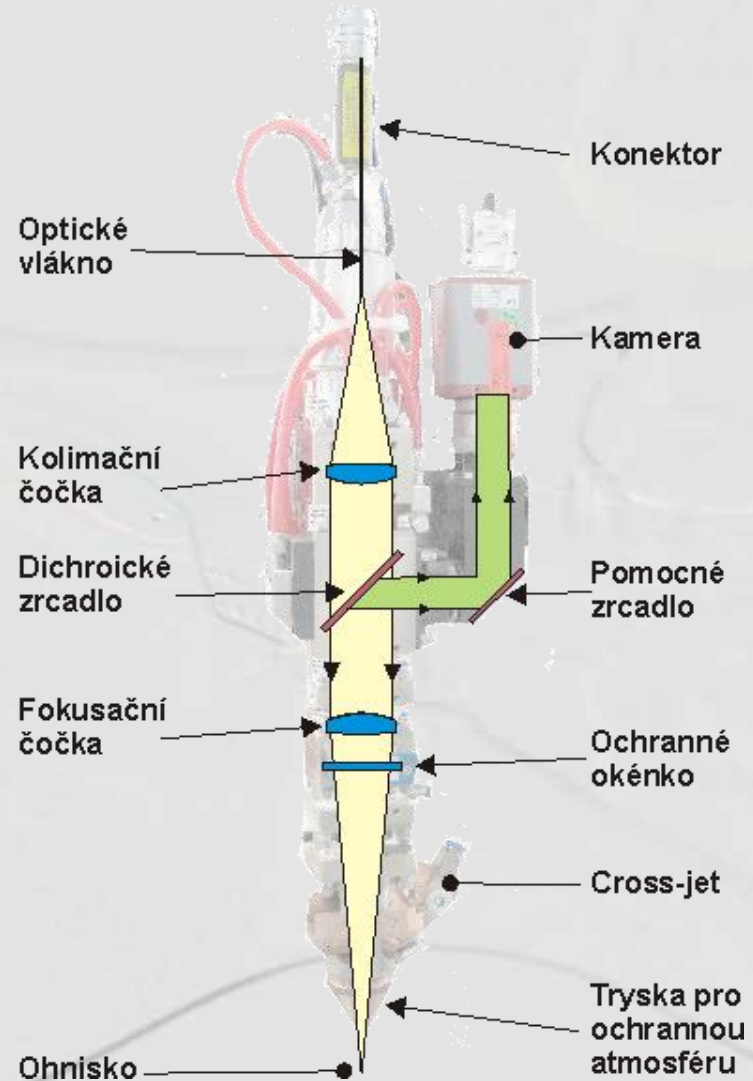 Konektor
Optické
vlákno
Kamera
Kolimační
čočka
Dichroické
zrcadlo
Pomocné
zrcadlo
Fokusační
čočka
Ochranné
okénko
Cross-jet
Tryska pro
ochrannou
atmosféru
Ohnisko